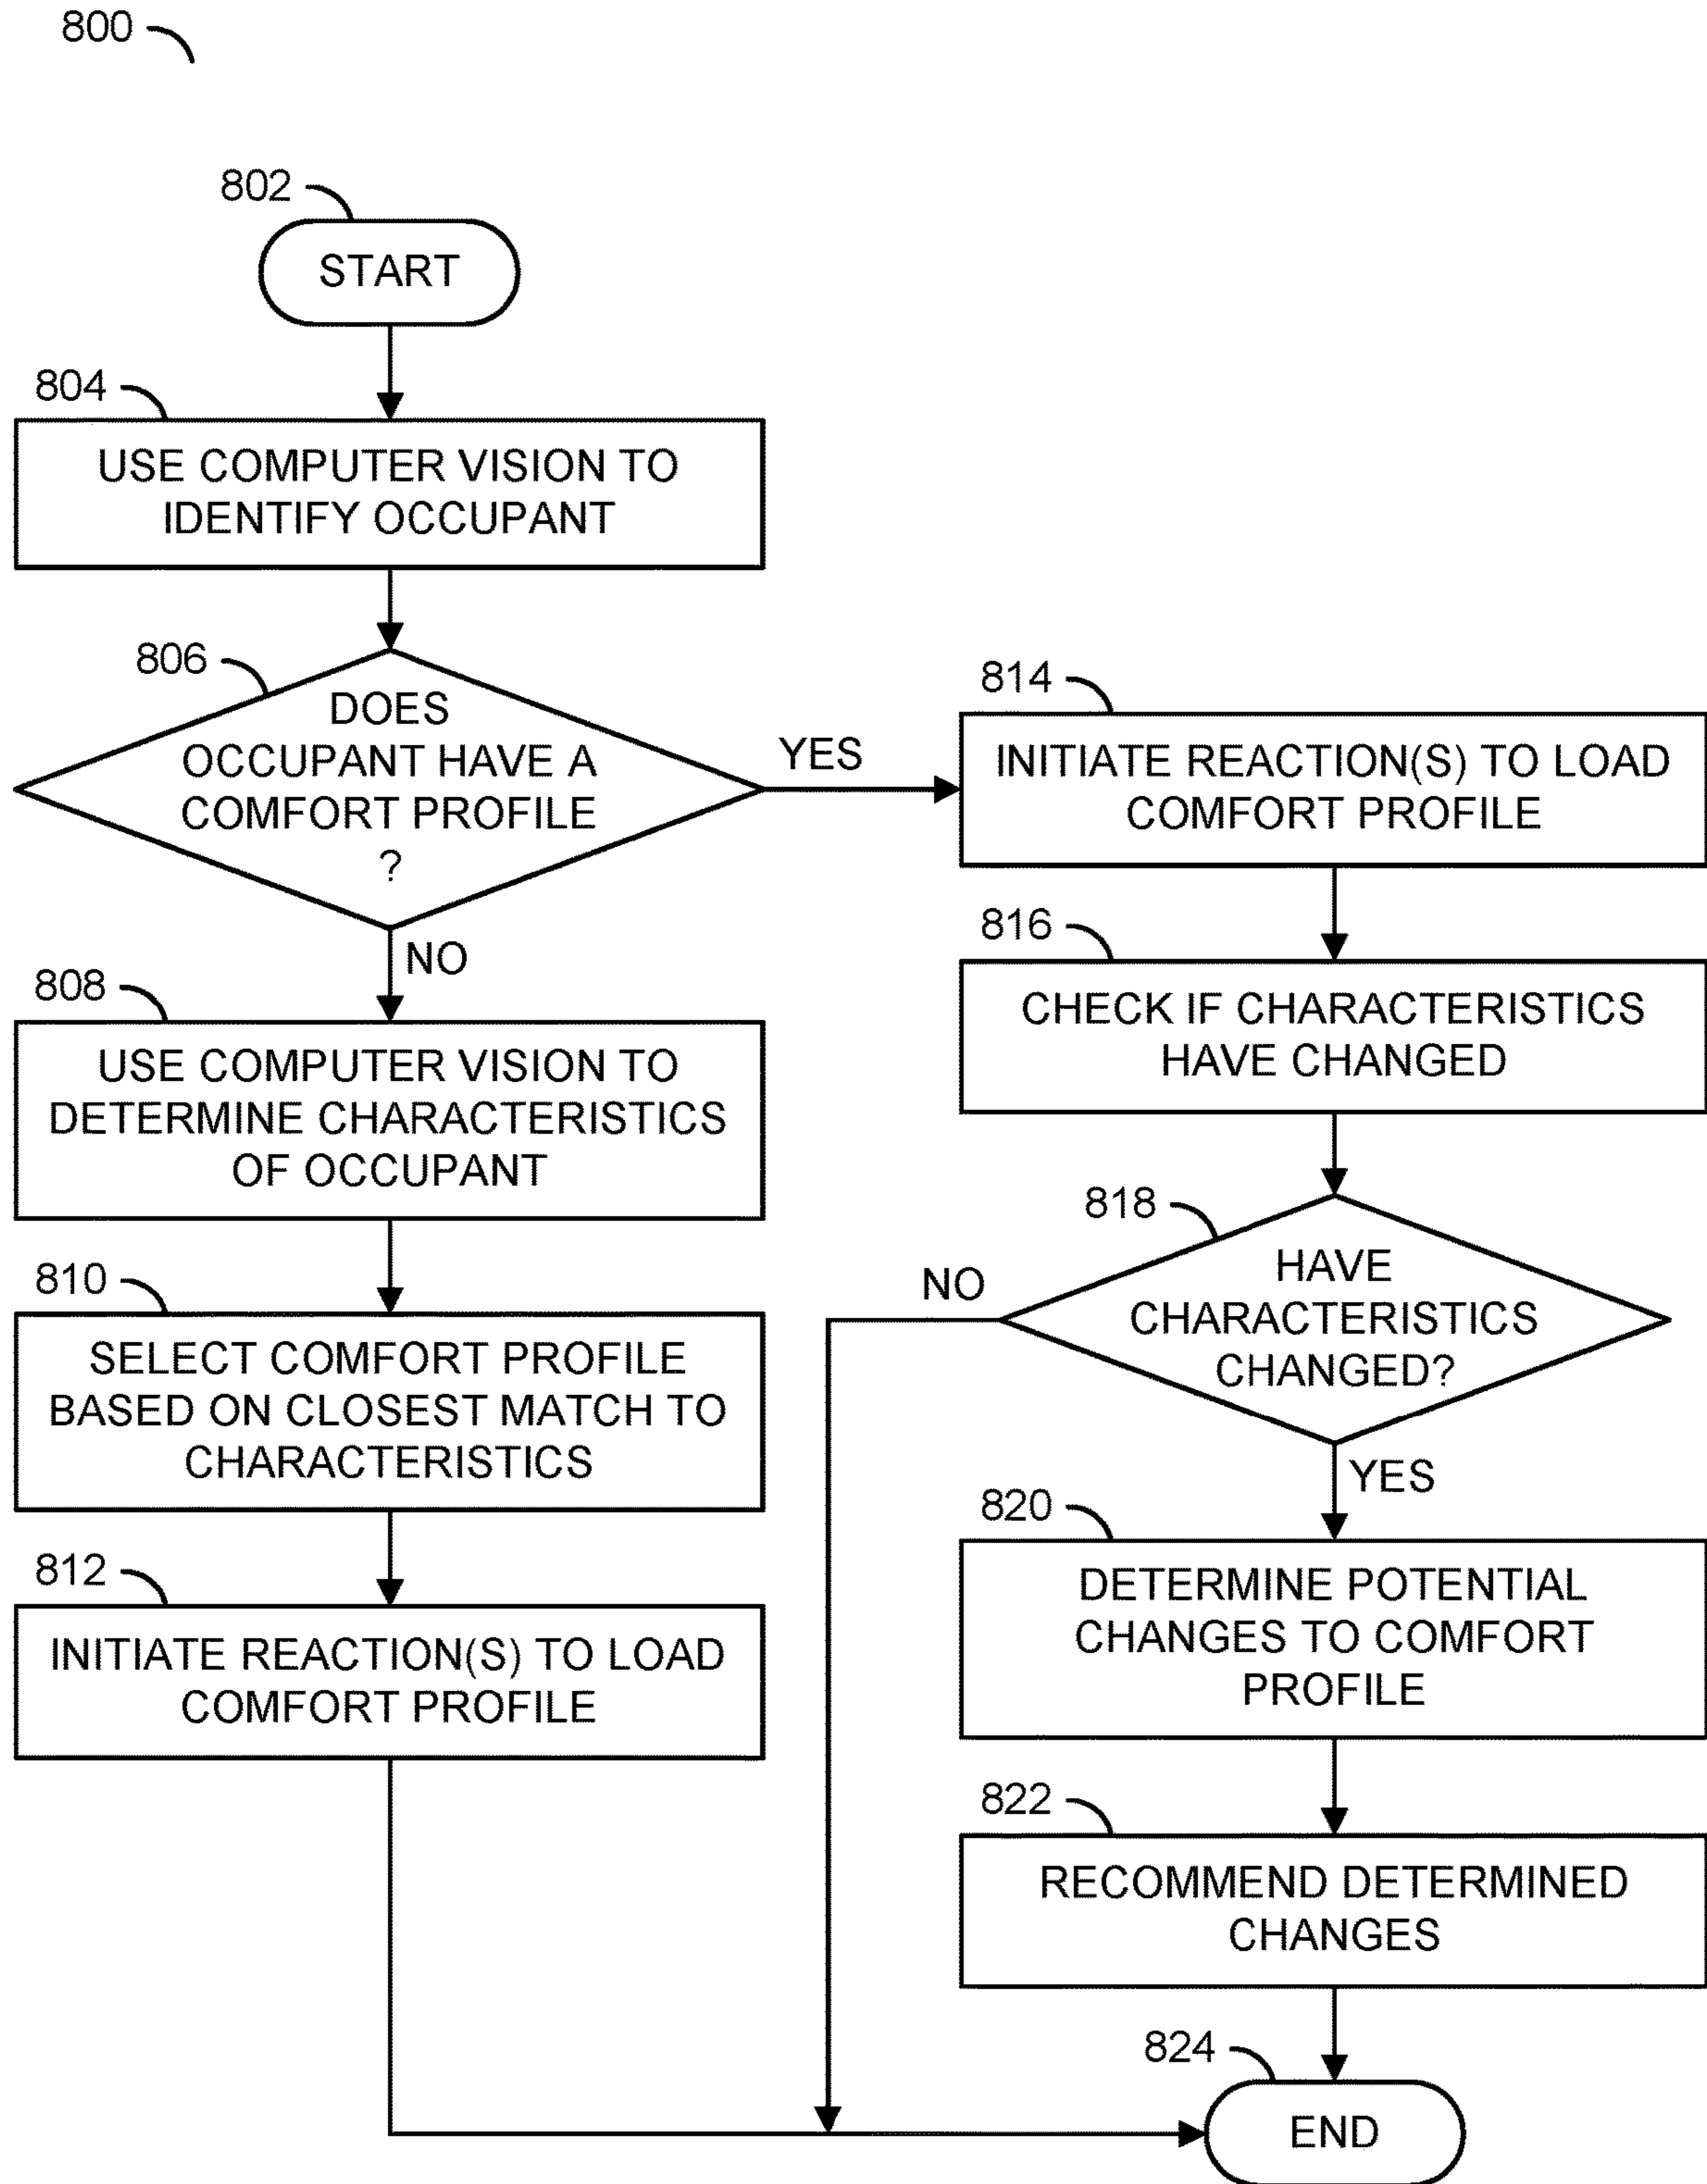 800
802
START
804
USE COMPUTER VISION TO
IDENTIFY OCCUPANT
806
DOES
OCCUPANT HAVE A
COMFORT PROFILE
?
YES
NO
808
USE COMPUTER VISION TO
DETERMINE CHARACTERISTICS
OF OCCUPANT
810
SELECT COMFORT PROFILE
BASED ON CLOSEST MATCH TO
CHARACTERISTICS
812
INITIATE REACTION(S) TO LOAD
COMFORT PROFILE
814
INITIATE REACTION(S) TO LOAD
COMFORT PROFILE
816
CHECK IF CHARACTERISTICS
HAVE CHANGED
818
HAVE
CHARACTERISTICS
CHANGED?
NO
YES
820
DETERMINE POTENTIAL
CHANGES TO COMFORT
PROFILE
822
RECOMMEND DETERMINED
CHANGES
824
END